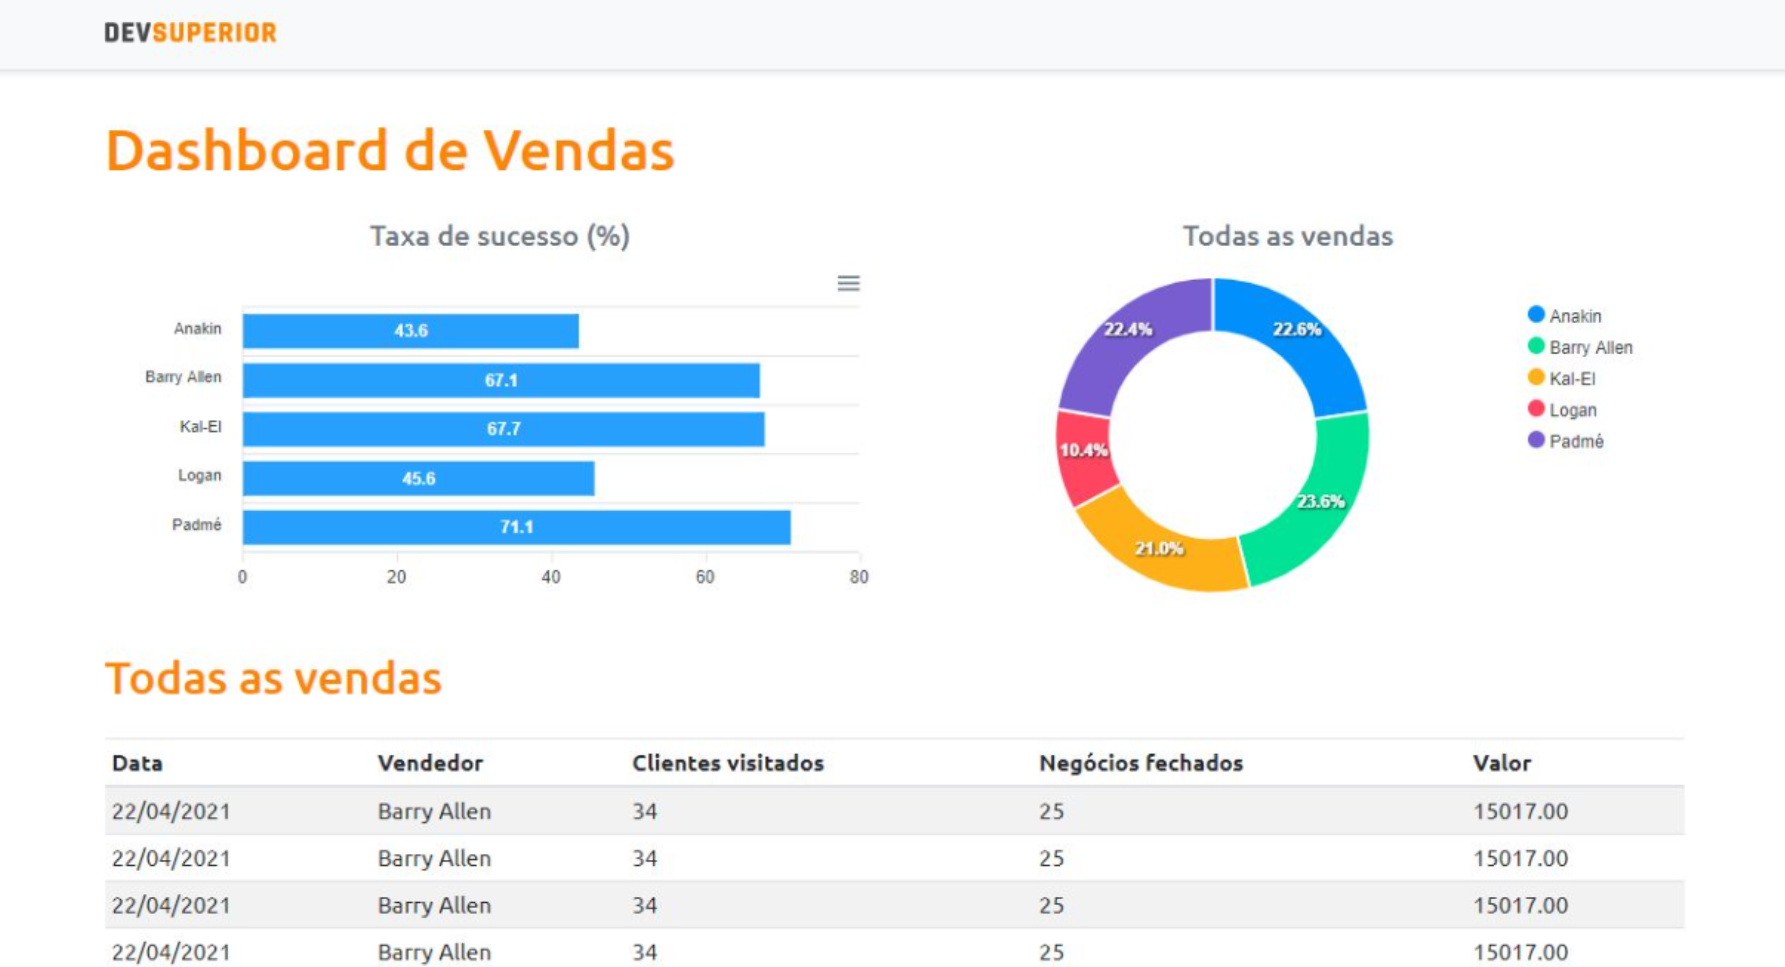 DEVSUPERIOR
Dashboard de Vendas
Taxa de sucesso (%)
Anakin 43.6
Barry Allen 67.1
Kal-El 67.7
Logan 45.6
Padmé 71.1
0 20 40 60 80
Todas as vendas
22.4% 22.6%
10.4%
23.6%
21.0%
Anakin
Barry Allen
Kal-El
Logan
Padmé
Todas as vendas
Data Vendedor Clientes visitados Negócios fechados Valor
22/04/2021 Barry Allen 34 25 15017.00
22/04/2021 Barry Allen 34 25 15017.00
22/04/2021 Barry Allen 34 25 15017.00
22/04/2021 Barry Allen 34 25 15017.00